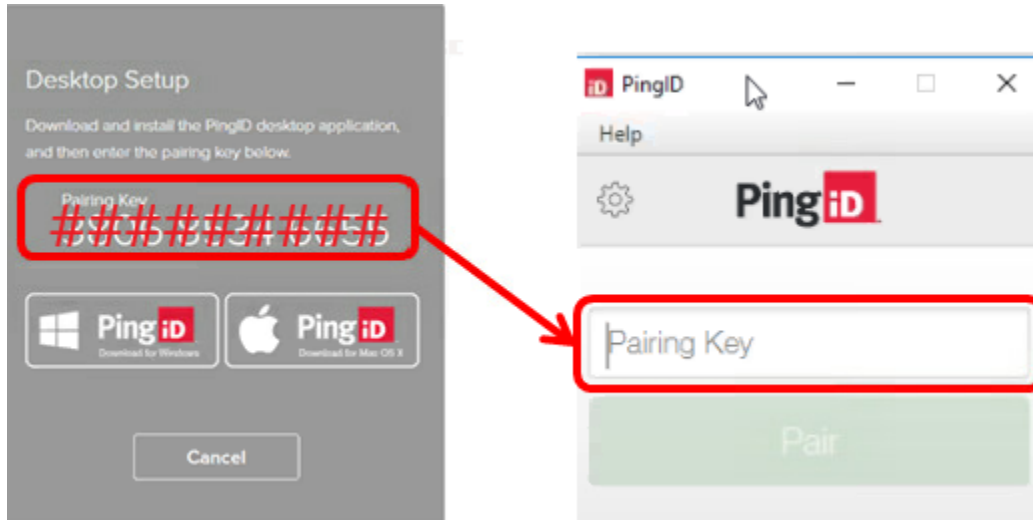 Desktop Setup
Download and install the PingID desktop application,
and then enter the pairing key below.
Pairing Key
#### #### ####
Ping iD
Download for Windows
Ping iD
Download for Mac OS X
Cancel
PingID
Help
Ping iD
Pairing Key
Pair